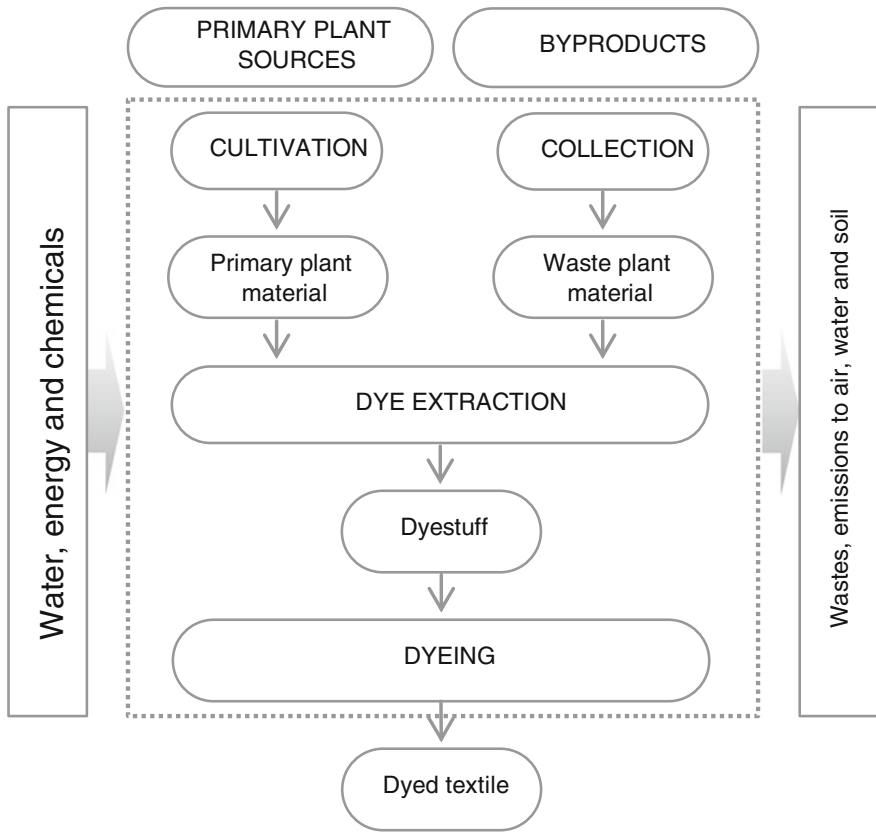 PRIMARY PLANT
SOURCES
BYPRODUCTS
CULTIVATION
COLLECTION
Primary plant
material
Waste plant
material
DYE EXTRACTION
Dyestuff
DYEING
Dyed textile
Water, energy and chemicals
Wastes, emissions to air, water and soil